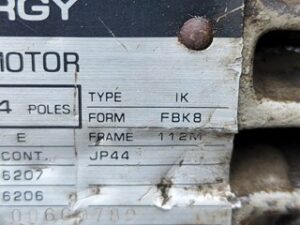 RGY
MOTOR
4 POLES
TYPE IK
FORM FBK8
E FRAME 112M
CONT. JP44
6207
6206